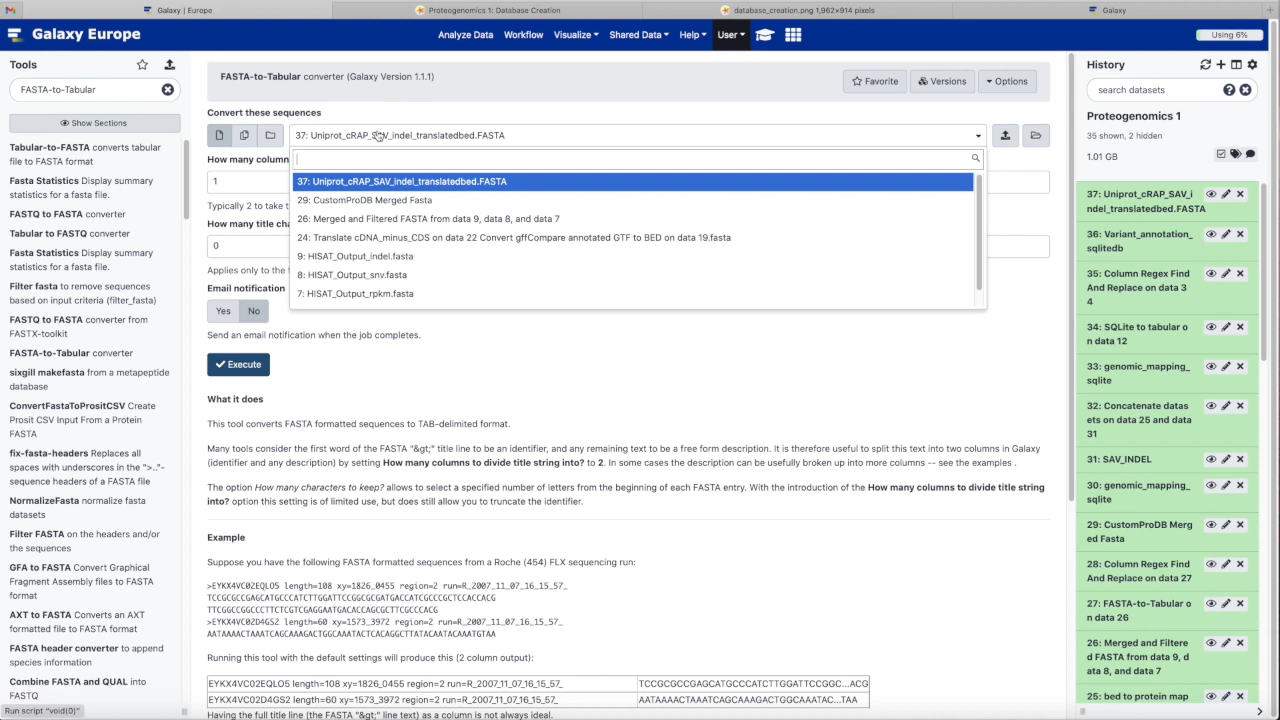 Galaxy | Europe
Proteogenomics 1: Database Creation
database_creation.png 1,962×914 pixels
Galaxy
Galaxy Europe
Analyze Data
Workflow
Visualize
Shared Data
Help
User
Using 6%
Tools
FASTA-to-Tabular
Show Sections
Tabular-to-FASTA converts tabular
file to FASTA format
Fasta Statistics Display summary
statistics for a fasta file.
FASTQ to FASTA converter
Tabular to FASTQ converter
Fasta Statistics Display summary
statistics for a fasta file.
Filter fasta to remove sequences
based on input criteria (filter_fasta)
FASTQ to FASTA converter from
FASTX-toolkit
FASTA-to-Tabular converter
sixgill makefasta from a metapeptide
database
ConvertFastaToPrositCSV Create
Prosit CSV Input From a Protein
FASTA
fix-fasta-headers Replaces all
spaces with underscores in the ">.."-
sequence headers of a FASTA file
NormalizeFasta normalize fasta
datasets
Filter FASTA on the headers and/or
the sequences
GFA to FASTA Convert Graphical
Fragment Assembly files to FASTA
format
AXT to FASTA Converts an AXT
formatted file to FASTA format
FASTA header converter to append
species information
Combine FASTA and QUAL into
FASTQ
Run script "void(0)"
FASTA-to-Tabular converter (Galaxy Version 1.1.1)
Favorite
Versions
Options
Convert these sequences
37: Uniprot_cRAP_SAV_indel_translatedbed.FASTA
How many column
37: Uniprot_cRAP_SAV_indel_translatedbed.FASTA
1
29: CustomProDB Merged Fasta
Typically 2 to take t
26: Merged and Filtered FASTA from data 9, data 8, and data 7
How many title cha
24: Translate cDNA_minus_CDS on data 22 Convert gffCompare annotated GTF to BED on data 19.fasta
0
9: HISAT_Output_indel.fasta
Applies only to the f
8: HISAT_Output_snv.fasta
Email notification
7: HISAT_Output_rpkm.fasta
Yes
No
Send an email notification when the job completes.
Execute
What it does
This tool converts FASTA formatted sequences to TAB-delimited format.
Many tools consider the first word of the FASTA "&gt;" title line to be an identifier, and any remaining text to be a free form description. It is therefore useful to split this text into two columns in Galaxy
(identifier and any description) by setting How many columns to divide title string into? to 2. In some cases the description can be usefully broken up into more columns -- see the examples .
The option How many characters to keep? allows to select a specified number of letters from the beginning of each FASTA entry. With the introduction of the How many columns to divide title string
into? option this setting is of limited use, but does still allow you to truncate the identifier.
Example
Suppose you have the following FASTA formatted sequences from a Roche (454) FLX sequencing run:
>EYKX4VC02EQLO5 length=108 xy=1826_0455 region=2 run=R_2007_11_07_16_15_57_
TCCGCGCCGAGCATGCCCATCTTGGATTCCGGCGCGATGACCATCGCCCGCTCCACCACG
TTCGGCCGGCCCTTCTCGTCGAGGAATGACACCAGCGCTTCGCCCACG
>EYKX4VC02D4GS2 length=60 xy=1573_3972 region=2 run=R_2007_11_07_16_15_57_
AATAAAACTAAATCAGCAAAGACTGGCAAATACTCACAGGCTTATACAATACAAATGTAA
Running this tool with the default settings will produce this (2 column output):
EYKX4VC02EQLO5 length=108 xy=1826_0455 region=2 run=R_2007_11_07_16_15_57_
TCCGCGCCGAGCATGCCCATCTTGGATTCCGGC...ACG
EYKX4VC02D4GS2 length=60 xy=1573_3972 region=2 run=R_2007_11_07_16_15_57_
AATAAAACTAAATCAGCAAAGACTGGCAAATAC...TAA
Having the full title line (the FASTA "&gt;" line text) as a column is not always ideal.
History
search datasets
Proteogenomics 1
35 shown, 2 hidden
1.01 GB
37: Uniprot_cRAP_SAV_i
ndel_translatedbed.FASTA
36: Variant_annotation_
sqlitedb
35: Column Regex Find
And Replace on data 3
4
34: SQLite to tabular o
n data 12
33: genomic_mapping_
sqlite
32: Concatenate datas
ets on data 25 and data
31
31: SAV_INDEL
30: genomic_mapping_
sqlite
29: CustomProDB Merg
ed Fasta
28: Column Regex Find
And Replace on data 27
27: FASTA-to-Tabular o
n data 26
26: Merged and Filtere
d FASTA from data 9, d
ata 8, and data 7
25: bed to protein map